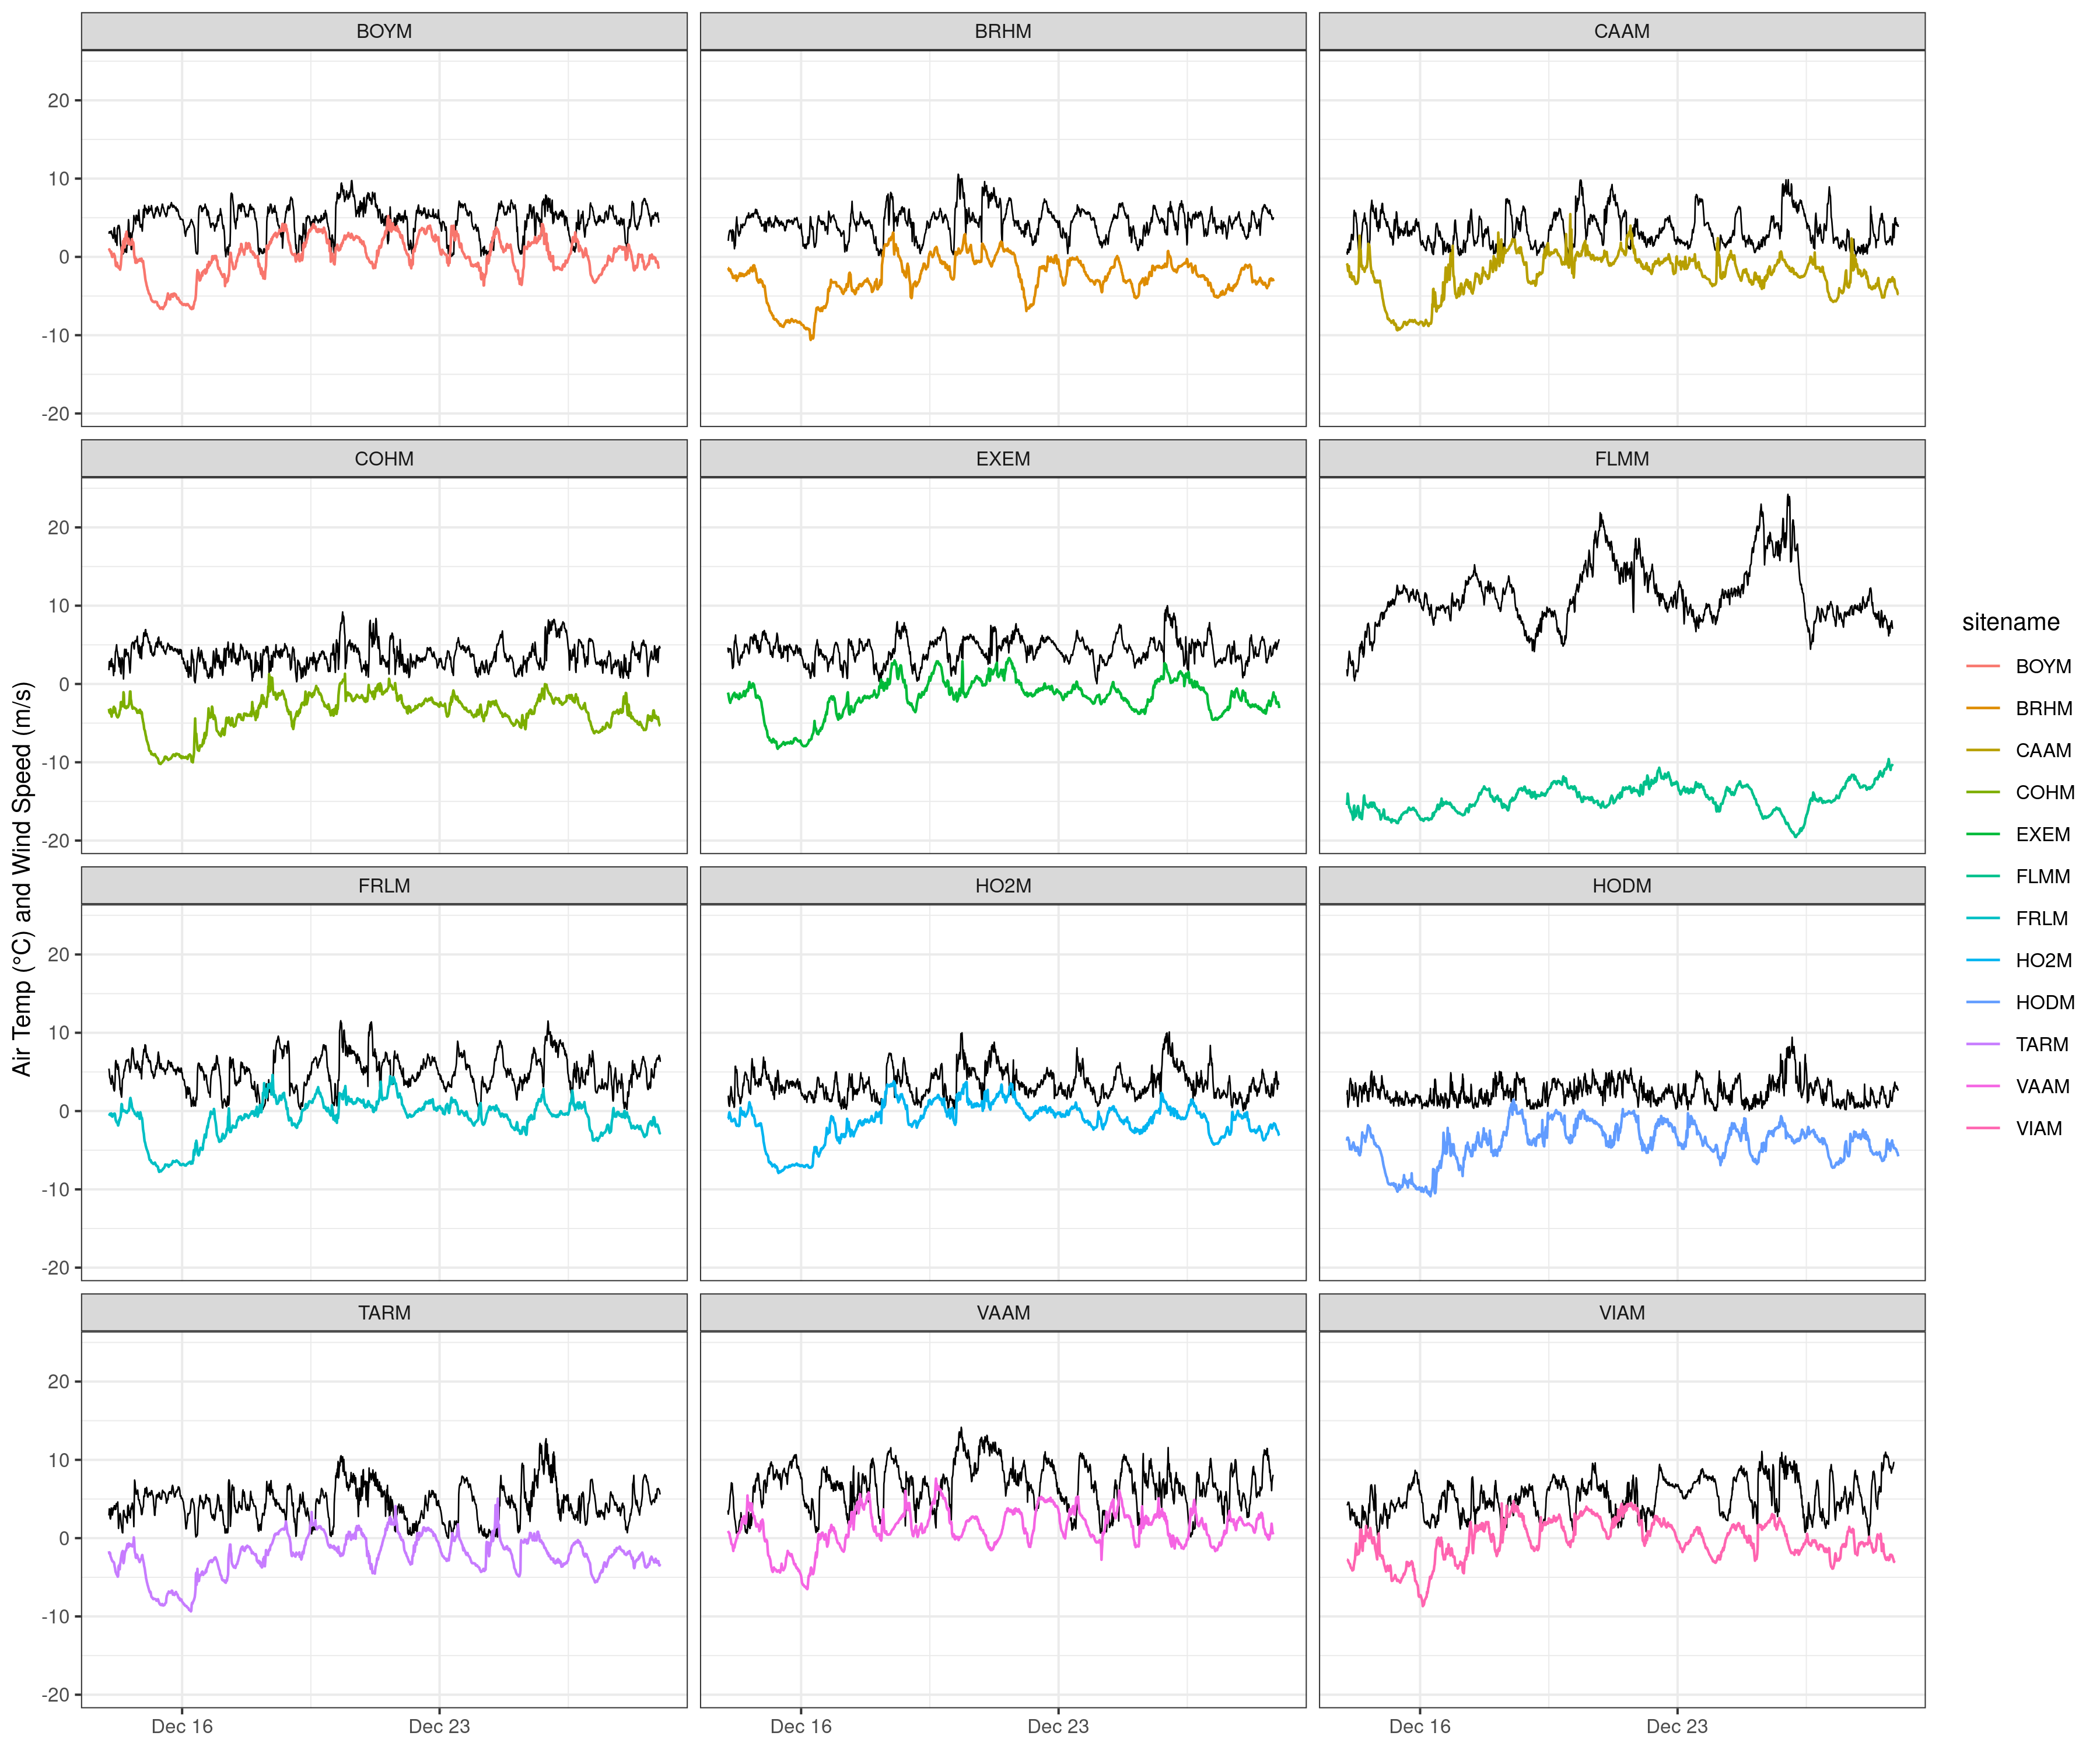 BOYM BRHM CAAM
20
10
0
-10
-20
COHM EXEM FLMM
20
10
0
-10
-20
FRLM HO2M HODM
20
10
0
-10
-20
TARM VAAM VIAM
20
10
0
-10
-20
Dec 16 Dec 23 Dec 16 Dec 23 Dec 16 Dec 23
Air Temp (°C) and Wind Speed (m/s)
sitename
BOYM
BRHM
CAAM
COHM
EXEM
FLMM
FRLM
HO2M
HODM
TARM
VAAM
VIAM